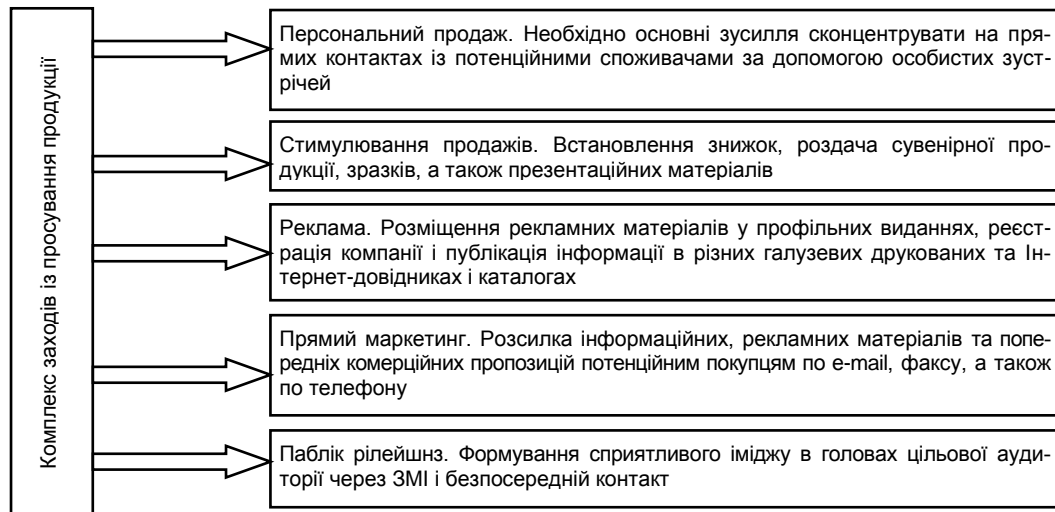 Комплекс заходів із просування продукції
Персональний продаж. Необхідно основні зусилля сконцентрувати на пря-
мих контактах із потенційними споживачами за допомогою особистих зуст-
річей
Стимулювання продажів. Встановлення знижок, роздача сувенірної про-
дукції, зразків, а також презентаційних матеріалів
Реклама. Розміщення рекламних матеріалів у профільних виданнях, реєст-
рація компанії і публікація інформації в різних галузевих друкованих та Ін-
тернет-довідниках і каталогах
Прямий маркетинг. Розсилка інформаційних, рекламних матеріалів та попе-
редніх комерційних пропозицій потенційним покупцям по e-mail, факсу, а також
по телефону
Паблік рілейшнз. Формування сприятливого іміджу в головах цільової ауди-
торії через ЗМІ і безпосередній контакт